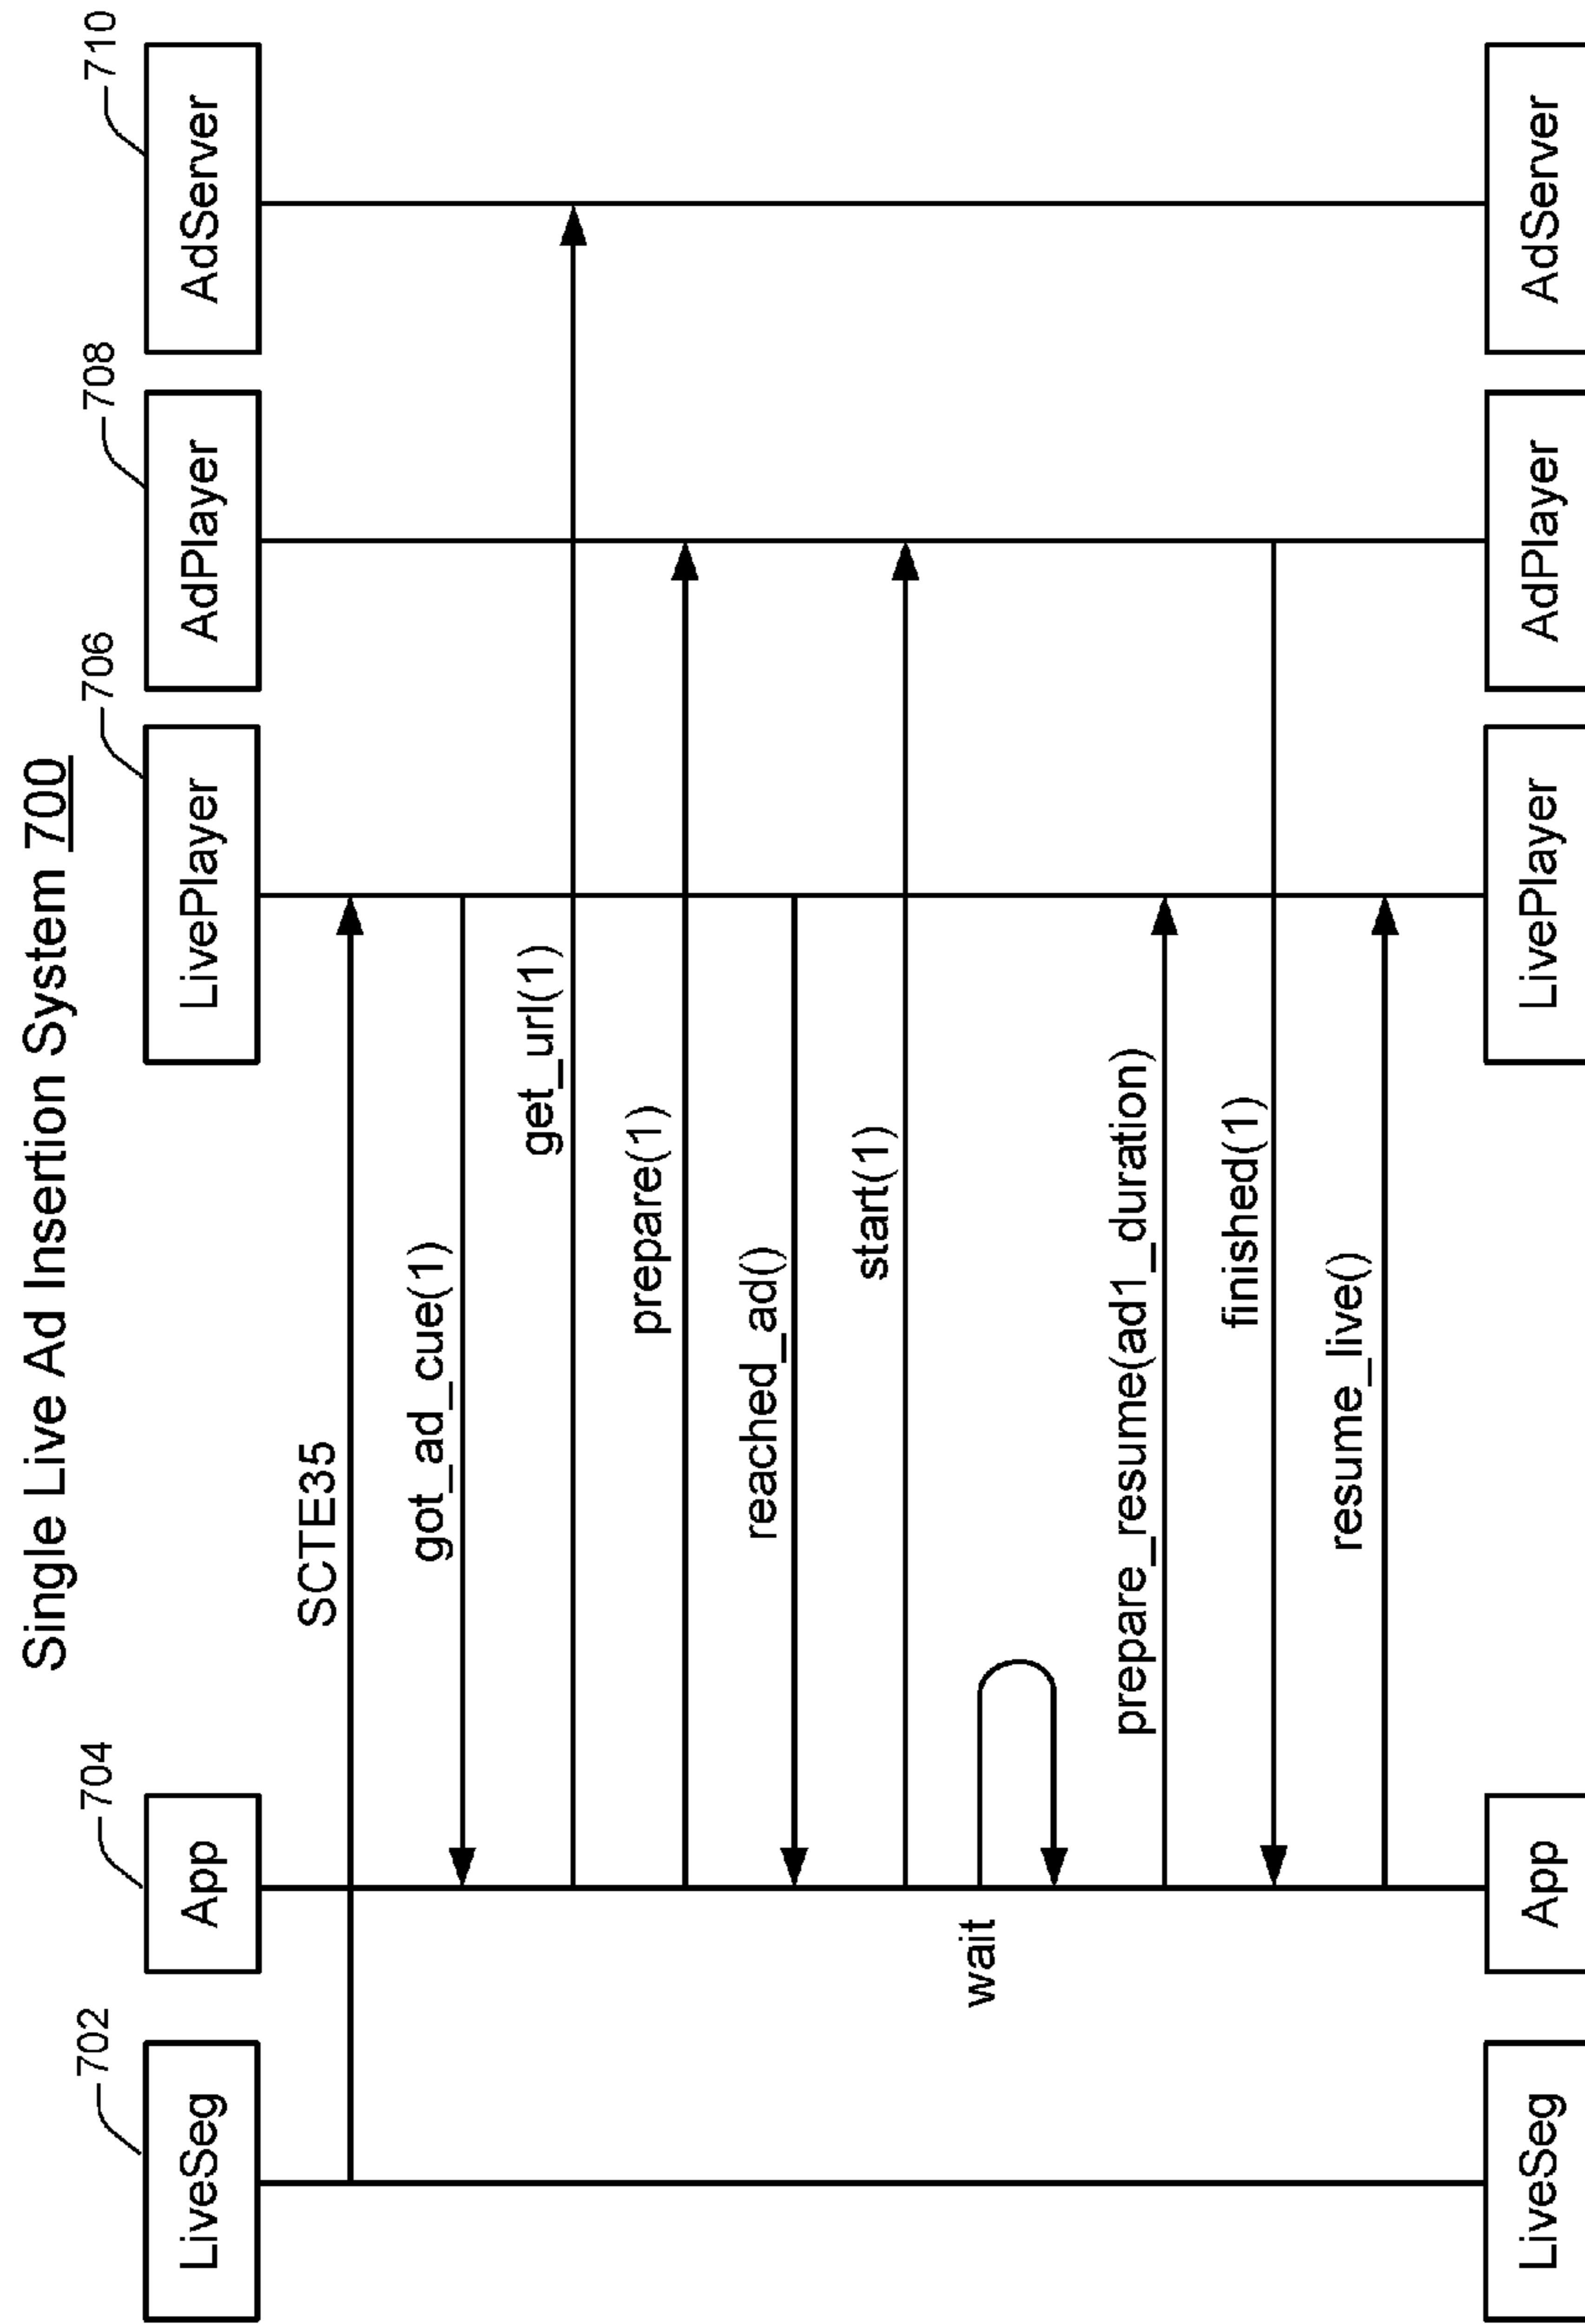 Single Live Ad Insertion System 700
702
704
706
708
710
LiveSeg
App
LivePlayer
AdPlayer
AdServer
SCTE35
got_ad_cue(1)
get_url(1)
prepare(1)
reached_ad()
start(1)
wait
prepare_resume(ad1_duration)
finished(1)
resume_live()
LiveSeg
App
LivePlayer
AdPlayer
AdServer